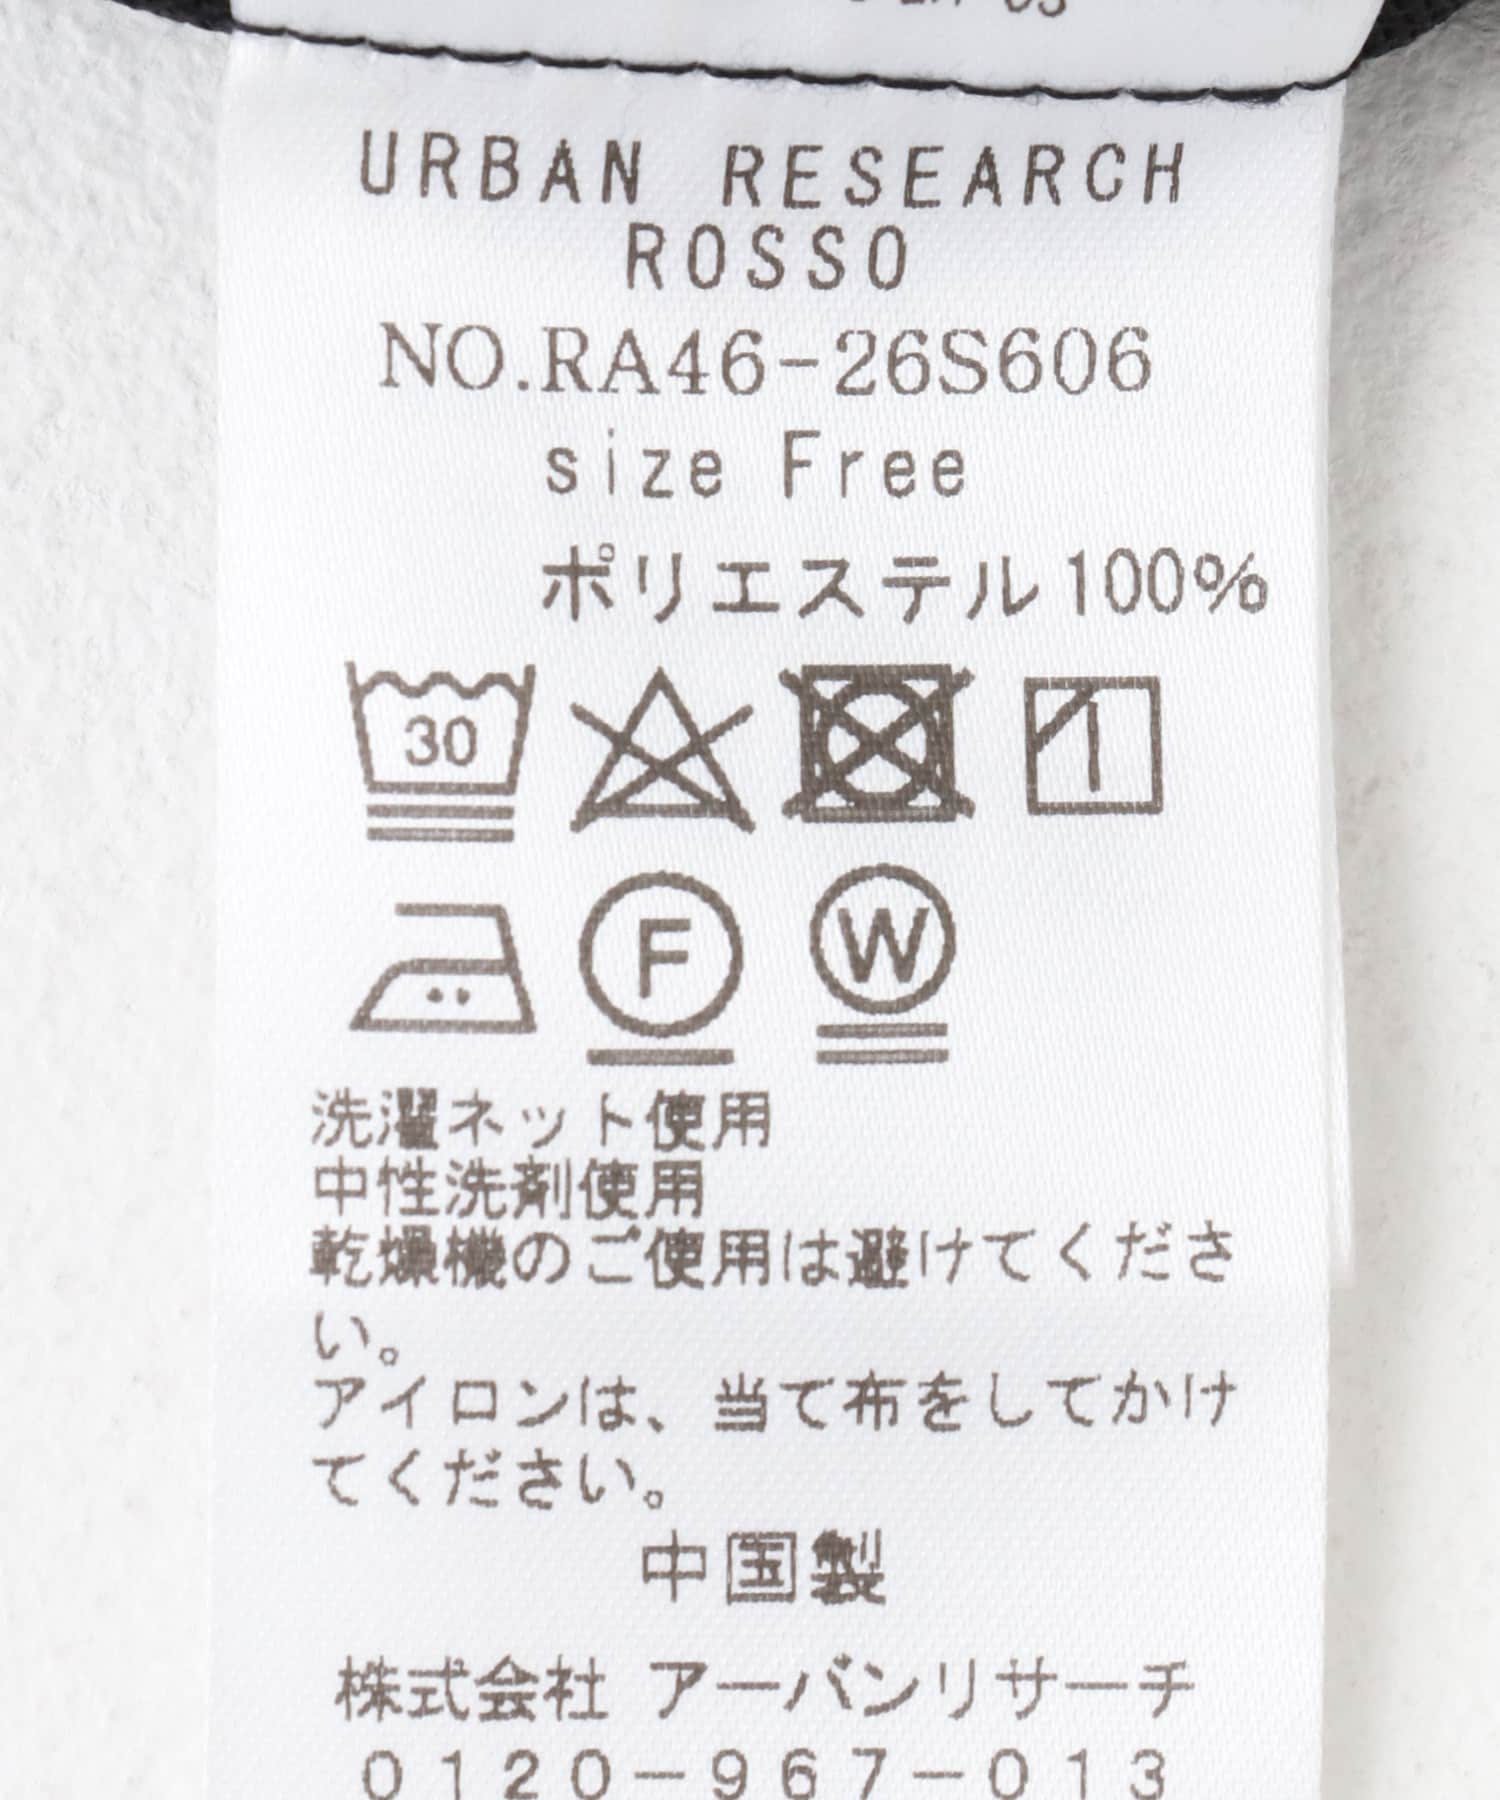 URBAN RESEARCH
ROSSO
NO.RA46-26S606
size Free
ポリエステル100%
30
F
W
洗濯ネット使用
中性洗剤使用
乾燥機のご使用は避けてくださ
い。
アイロンは、当て布をしてかけ
てください。
中国製
株式会社 アーバンリサーチ
0120-967-013